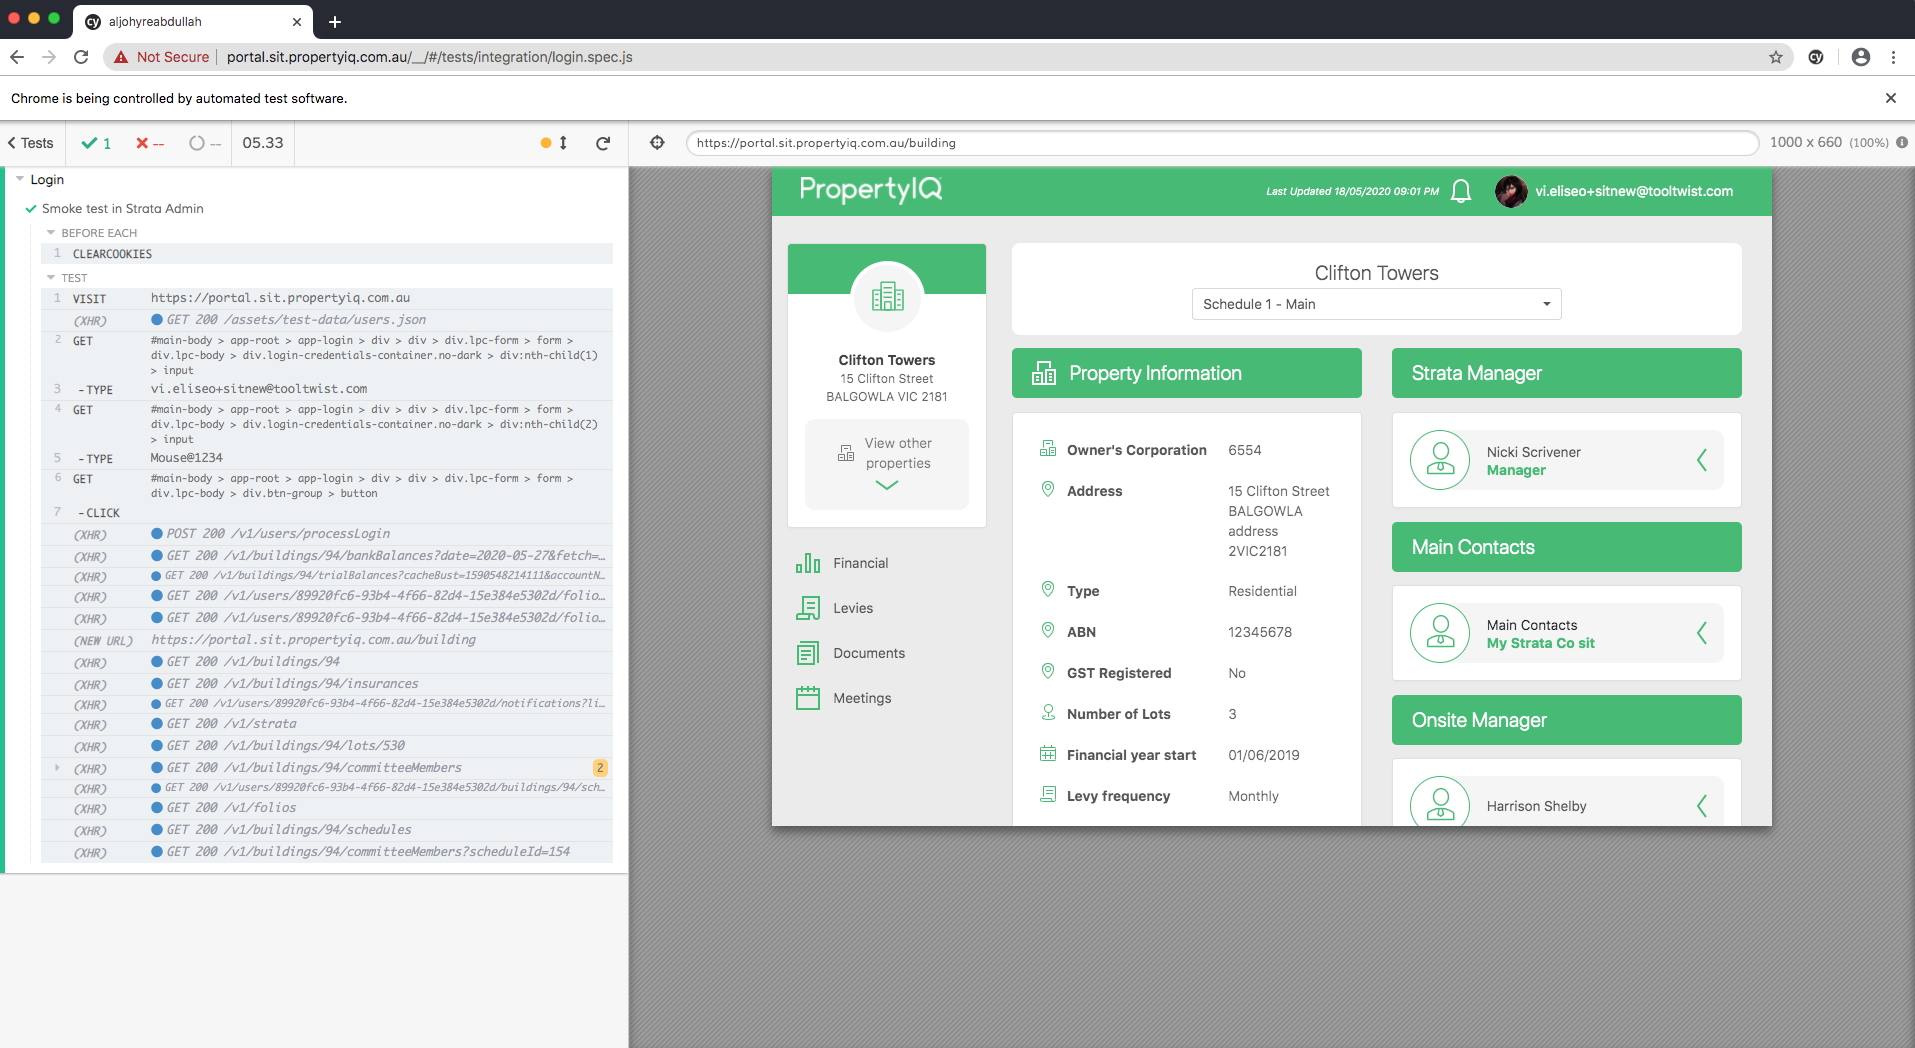 aljohyreabdullah
Not Secure
portal.sit.propertyiq.com.au/__/#/tests/integration/login.spec.js
Chrome is being controlled by automated test software.
Tests
1
--
--
05.33
https://portal.sit.propertyiq.com.au/building
1000 x 660 (100%)
Login
Smoke test in Strata Admin
BEFORE EACH
1 CLEARCOOKIES
TEST
1 VISIT https://portal.sit.propertyiq.com.au
(XHR) GET 200 /assets/test-data/users.json
2 GET #main-body > app-root > app-login > div > div > div.lpc-form > form >
div.lpc-body > div.login-credentials-container.no-dark > div:nth-child(1)
> input
3 -TYPE vi.eliseo+sitnew@tooltwist.com
4 GET #main-body > app-root > app-login > div > div > div.lpc-form > form >
div.lpc-body > div.login-credentials-container.no-dark > div:nth-child(2)
> input
5 -TYPE Mouse@1234
6 GET #main-body > app-root > app-login > div > div > div.lpc-form > form >
div.lpc-body > div.btn-group > button
7 -CLICK
(XHR) POST 200 /v1/users/processLogin
(XHR) GET 200 /v1/buildings/94/bankBalances?date=2020-05-27&fetch=…
(XHR) GET 200 /v1/buildings/94/trialBalances?cacheBust=1590548214111&accountN…
(XHR) GET 200 /v1/users/89920fc6-93b4-4f66-82d4-15e384e5302d/folio…
(XHR) GET 200 /v1/users/89920fc6-93b4-4f66-82d4-15e384e5302d/folio…
(NEW URL) https://portal.sit.propertyiq.com.au/building
(XHR) GET 200 /v1/buildings/94
(XHR) GET 200 /v1/buildings/94/insurances
(XHR) GET 200 /v1/users/89920fc6-93b4-4f66-82d4-15e384e5302d/notifications?li…
(XHR) GET 200 /v1/strata
(XHR) GET 200 /v1/buildings/94/lots/530
(XHR) GET 200 /v1/buildings/94/committeeMembers 2
(XHR) GET 200 /v1/users/89920fc6-93b4-4f66-82d4-15e384e5302d/buildings/94/sch…
(XHR) GET 200 /v1/folios
(XHR) GET 200 /v1/buildings/94/schedules
(XHR) GET 200 /v1/buildings/94/committeeMembers?scheduleId=154
PropertyIQ
Last Updated 18/05/2020 09:01 PM
vi.eliseo+sitnew@tooltwist.com
Clifton Towers
15 Clifton Street
BALGOWLA VIC 2181
View other
properties
Financial
Levies
Documents
Meetings
Clifton Towers
Schedule 1 - Main
Property Information
Owner's Corporation 6554
Address 15 Clifton Street
BALGOWLA
address
2VIC2181
Type Residential
ABN 12345678
GST Registered No
Number of Lots 3
Financial year start 01/06/2019
Levy frequency Monthly
Strata Manager
Nicki Scrivener
Manager
Main Contacts
Main Contacts
My Strata Co sit
Onsite Manager
Harrison Shelby